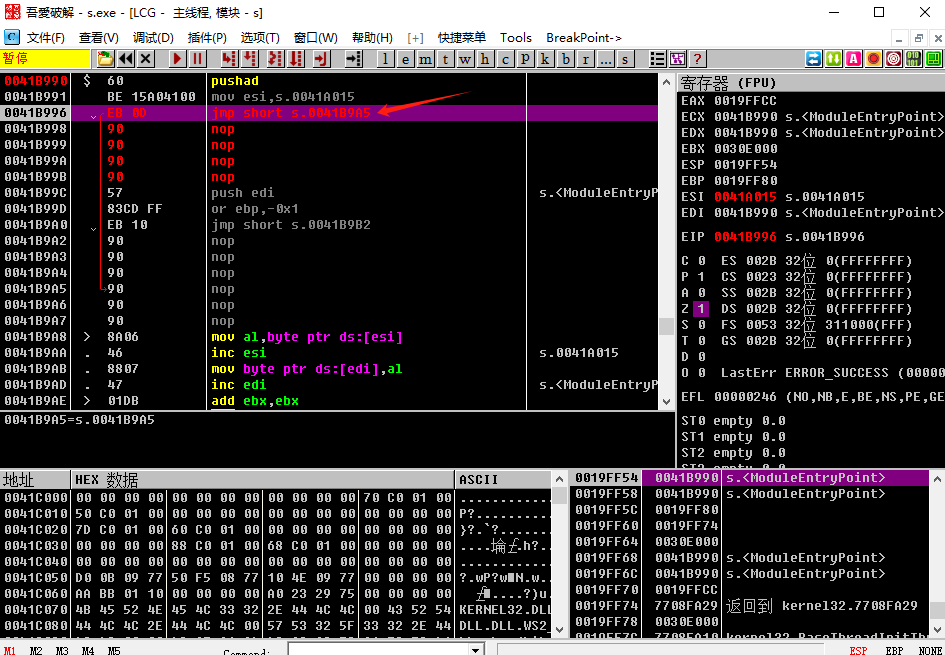 吾愛破解 - s.exe - [LCG - 主线程, 模块 - s]
文件(F) 查看(V) 调试(D) 插件(P) 选项(T) 窗口(W) 帮助(H) [+] 快捷菜单 Tools BreakPoint->
暂停 l e m t w h c p k b r ... s ?
0041B990 $ 60 pushad
0041B991 BE 15A04100 mov esi,s.0041A015
0041B996 EB 0D jmp short s.0041B9A5
0041B998 90 nop
0041B999 90 nop
0041B99A 90 nop
0041B99B 90 nop
0041B99C 57 push edi s.<ModuleEntryP
0041B99D 83CD FF or ebp,-0x1
0041B9A0 EB 10 jmp short s.0041B9B2
0041B9A2 90 nop
0041B9A3 90 nop
0041B9A4 90 nop
0041B9A5 90 nop
0041B9A6 90 nop
0041B9A7 90 nop
0041B9A8 > 8A06 mov al,byte ptr ds:[esi]
0041B9AA . 46 inc esi s.0041A015
0041B9AB . 8807 mov byte ptr ds:[edi],al
0041B9AD . 47 inc edi s.<ModuleEntryP
0041B9AE > 01DB add ebx,ebx
0041B9A5=s.0041B9A5
寄存器 (FPU)
EAX 0019FFCC
ECX 0041B990 s.<ModuleEntryPoint>
EDX 0041B990 s.<ModuleEntryPoint>
EBX 0030E000
ESP 0019FF54
EBP 0019FF80
ESI 0041A015 s.0041A015
EDI 0041B990 s.<ModuleEntryPoint>
EIP 0041B996 s.0041B996
C 0 ES 002B 32位 0(FFFFFFFF)
P 1 CS 0023 32位 0(FFFFFFFF)
A 0 SS 002B 32位 0(FFFFFFFF)
Z 1 DS 002B 32位 0(FFFFFFFF)
S 0 FS 0053 32位 311000(FFF)
T 0 GS 002B 32位 0(FFFFFFFF)
D 0
O 0 LastErr ERROR_SUCCESS (00000
EFL 00000246 (NO,NB,E,BE,NS,PE,GE
ST0 empty 0.0
ST1 empty 0.0
ST2 empty 0.0
地址 HEX 数据 ASCII
0041C000 00 00 00 00 00 00 00 00 00 00 00 00 70 C0 01 00 ............
0041C010 50 C0 01 00 00 00 00 00 00 00 00 00 00 00 00 00 P?..........
0041C020 7D C0 01 00 60 C0 01 00 00 00 00 00 00 00 00 00 }?.`?.......
0041C030 00 00 00 00 88 C0 01 00 68 C0 01 00 00 00 00 00
0041C040 00 00 00 00 00 00 00 00 00 00 00 00 00 00 00 00 ............
0041C050 D0 0B 09 77 50 F5 08 77 10 4E 09 77 00 00 00 00
0041C060 AA BB 01 10 00 00 00 00 A0 23 29 75 00 00 00 00
0041C070 4B 45 52 4E 45 4C 33 32 2E 44 4C 4C 00 43 52 54 KERNEL32.DLL
0041C080 44 4C 4C 2E 44 4C 4C 00 57 53 32 5F 33 32 2E 44 DLL.DLL.WS2
0019FF54 0041B990 s.<ModuleEntryPoint>
0019FF58 0041B990 s.<ModuleEntryPoint>
0019FF5C 0019FF80
0019FF60 0019FF74
0019FF64 0030E000
0019FF68 0041B990 s.<ModuleEntryPoint>
0019FF6C 0041B990 s.<ModuleEntryPoint>
0019FF70 0019FFCC
0019FF74 7708FA29 返回到 kernel32.7708FA29
0019FF78 0030E000
M1 M2 M3 M4 M5 Command: ESP EBP NONE